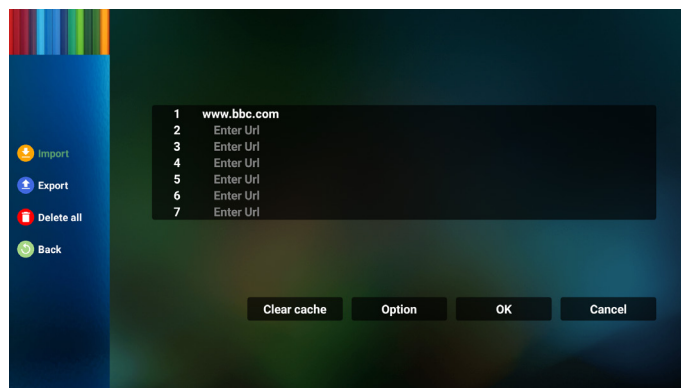 Import
Export
Delete all
Back
1 www.bbc.com
2 Enter Url
3 Enter Url
4 Enter Url
5 Enter Url
6 Enter Url
7 Enter Url
Clear cache Option OK Cancel